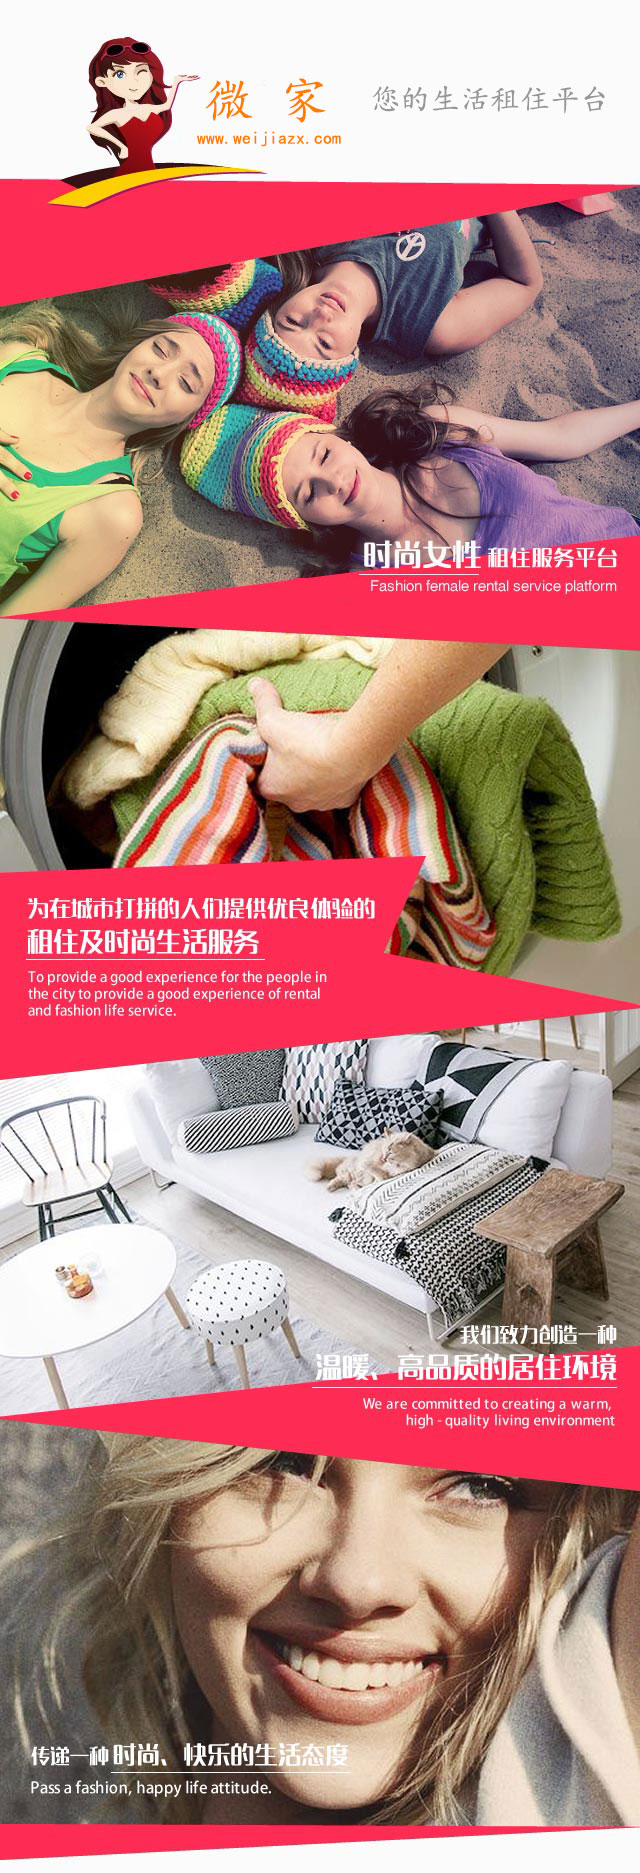 微 家
您的生活租住平台
www.weijiazx.com
时尚女性 租住服务平台
Fashion female rental service platform
为在城市打拼的人们提供优良体验的
租住及时尚生活服务
To provide a good experience for the people in
the city to provide a good experience of rental
and fashion life service.
我们致力创造一种
温暖、高品质的居住环境
We are committed to creating a warm,
high - quality living environment
传递一种 时尚、快乐的生活态度
Pass a fashion, happy life attitude.